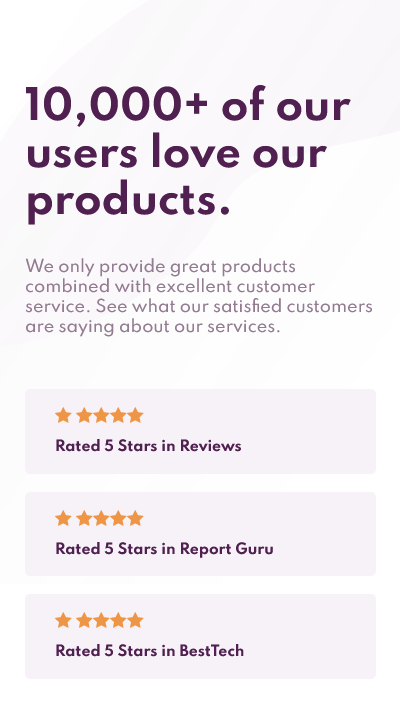 10,000+ of our
users love our
products.
We only provide great products
combined with excellent customer
service. See what our satisfied customers
are saying about our services.
Rated 5 Stars in Reviews
Rated 5 Stars in Report Guru
Rated 5 Stars in BestTech